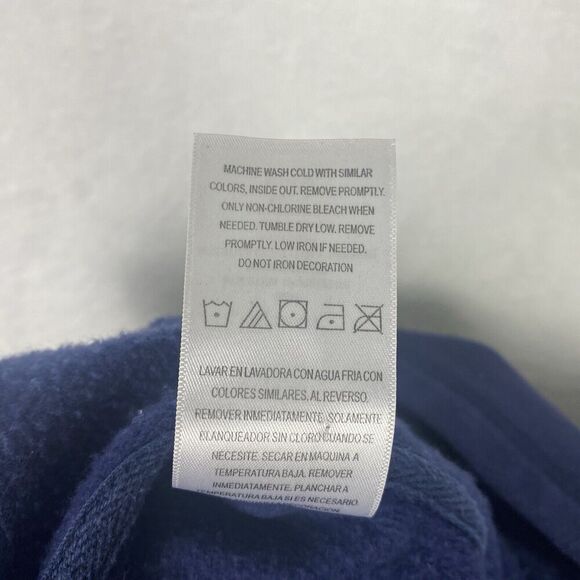 MACHINE WASH COLD WITH SIMILAR
COLORS, INSIDE OUT. REMOVE PROMPTLY.
ONLY NON-CHLORINE BLEACH WHEN
NEEDED. TUMBLE DRY LOW. REMOVE
PROMPTLY. LOW IRON IF NEEDED.
DO NOT IRON DECORATION
LAVAR EN LAVADORA CON AGUA FRIA CON
COLORES SIMILARES, AL REVERSO.
REMOVER INMEDIATAMENTE. SOLAMENTE
BLANQUEADOR SIN CLORO CUANDO SE
NECESITE. SECAR EN MAQUINA A
TEMPERATURA BAJA. REMOVER
INMEDIATAMENTE. PLANCHAR A
TEMPERATURA BAJA SI ES NECESARIO.